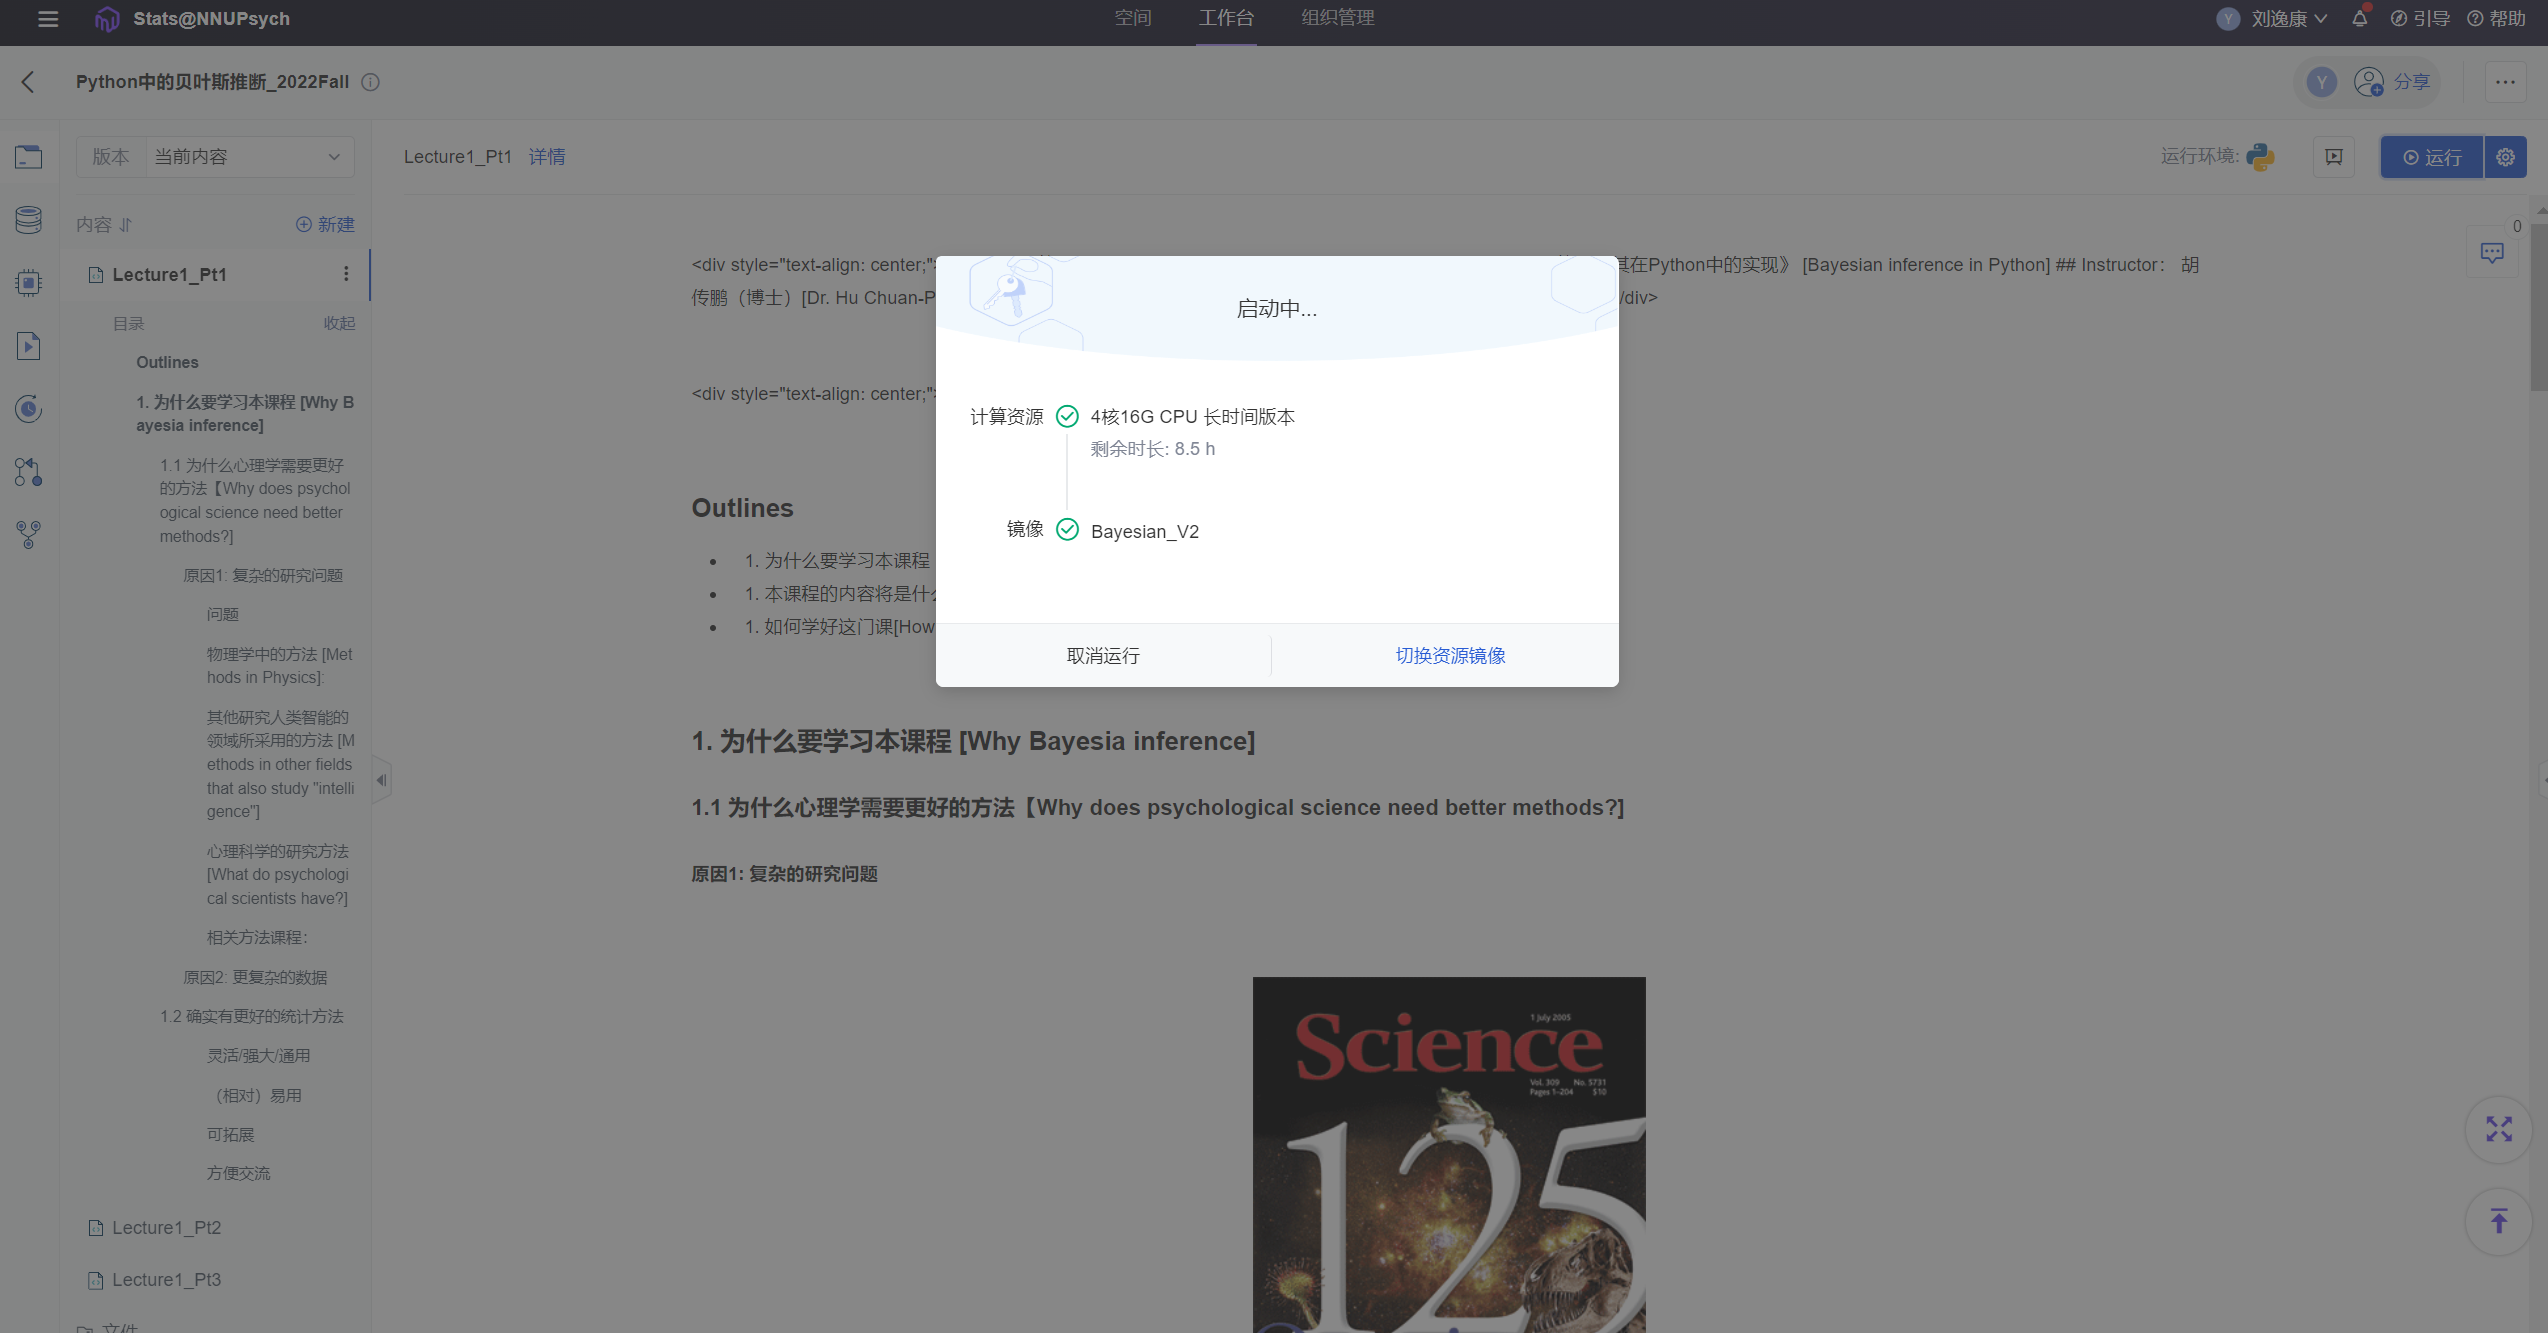 Stats@NNUPsych
空间
工作台
组织管理
Y
刘逸康
引导
帮助
Python中的贝叶斯推断_2022Fall
Y
分享
版本
当前内容
Lecture1_Pt1
详情
运行环境:
运行
内容
新建
0
Lecture1_Pt1
目录
收起
Outlines
1. 为什么要学习本课程 [Why B
ayesia inference]
1.1 为什么心理学需要更好
的方法【Why does psychol
ogical science need better
methods?]
原因1: 复杂的研究问题
问题
物理学中的方法 [Met
hods in Physics]:
其他研究人类智能的
领域所采用的方法 [M
ethods in other fields
that also study "intelli
gence"]
心理科学的研究方法
[What do psychologi
cal scientists have?]
相关方法课程：
原因2: 更复杂的数据
1.2 确实有更好的统计方法
灵活/强大/通用
（相对）易用
可拓展
方便交流
Lecture1_Pt2
Lecture1_Pt3
文件
<div style="text-align: center;"
其在Python中的实现》 [Bayesian inference in Python] ## Instructor： 胡
传鹏（博士）[Dr. Hu Chuan-P
/div>
<div style="text-align: center;"
Outlines
1. 为什么要学习本课程
1. 本课程的内容将是什
1. 如何学好这门课[How
启动中...
计算资源
4核16G CPU 长时间版本
剩余时长: 8.5 h
镜像
Bayesian_V2
取消运行
切换资源镜像
1. 为什么要学习本课程 [Why Bayesia inference]
1.1 为什么心理学需要更好的方法【Why does psychological science need better methods?]
原因1: 复杂的研究问题
1 July 2005
Science
Vol. 309 No. 5731
Pages 1–204 $10
125